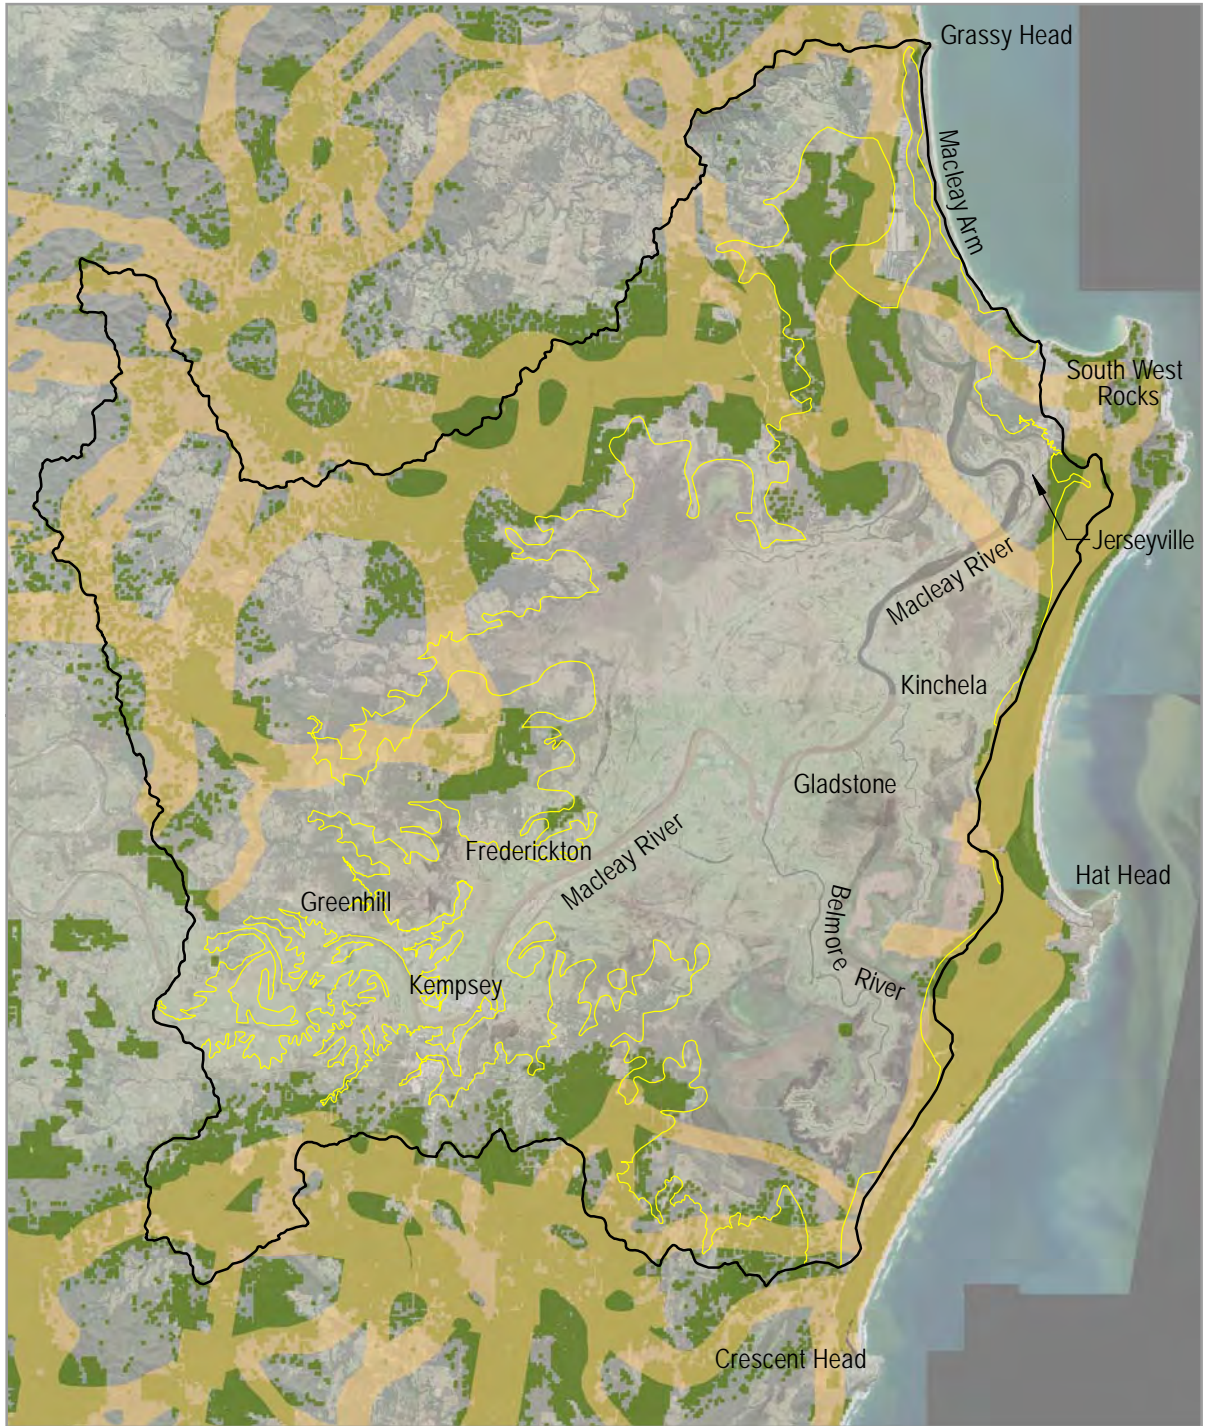 Grassy Head
Macleay Arm
South West
Rocks
Jerseyville
Macleay River
Kinchela
Gladstone
Frederickton
Macleay River
Hat Head
Greenhill
Belmore
River
Kempsey
Crescent Head